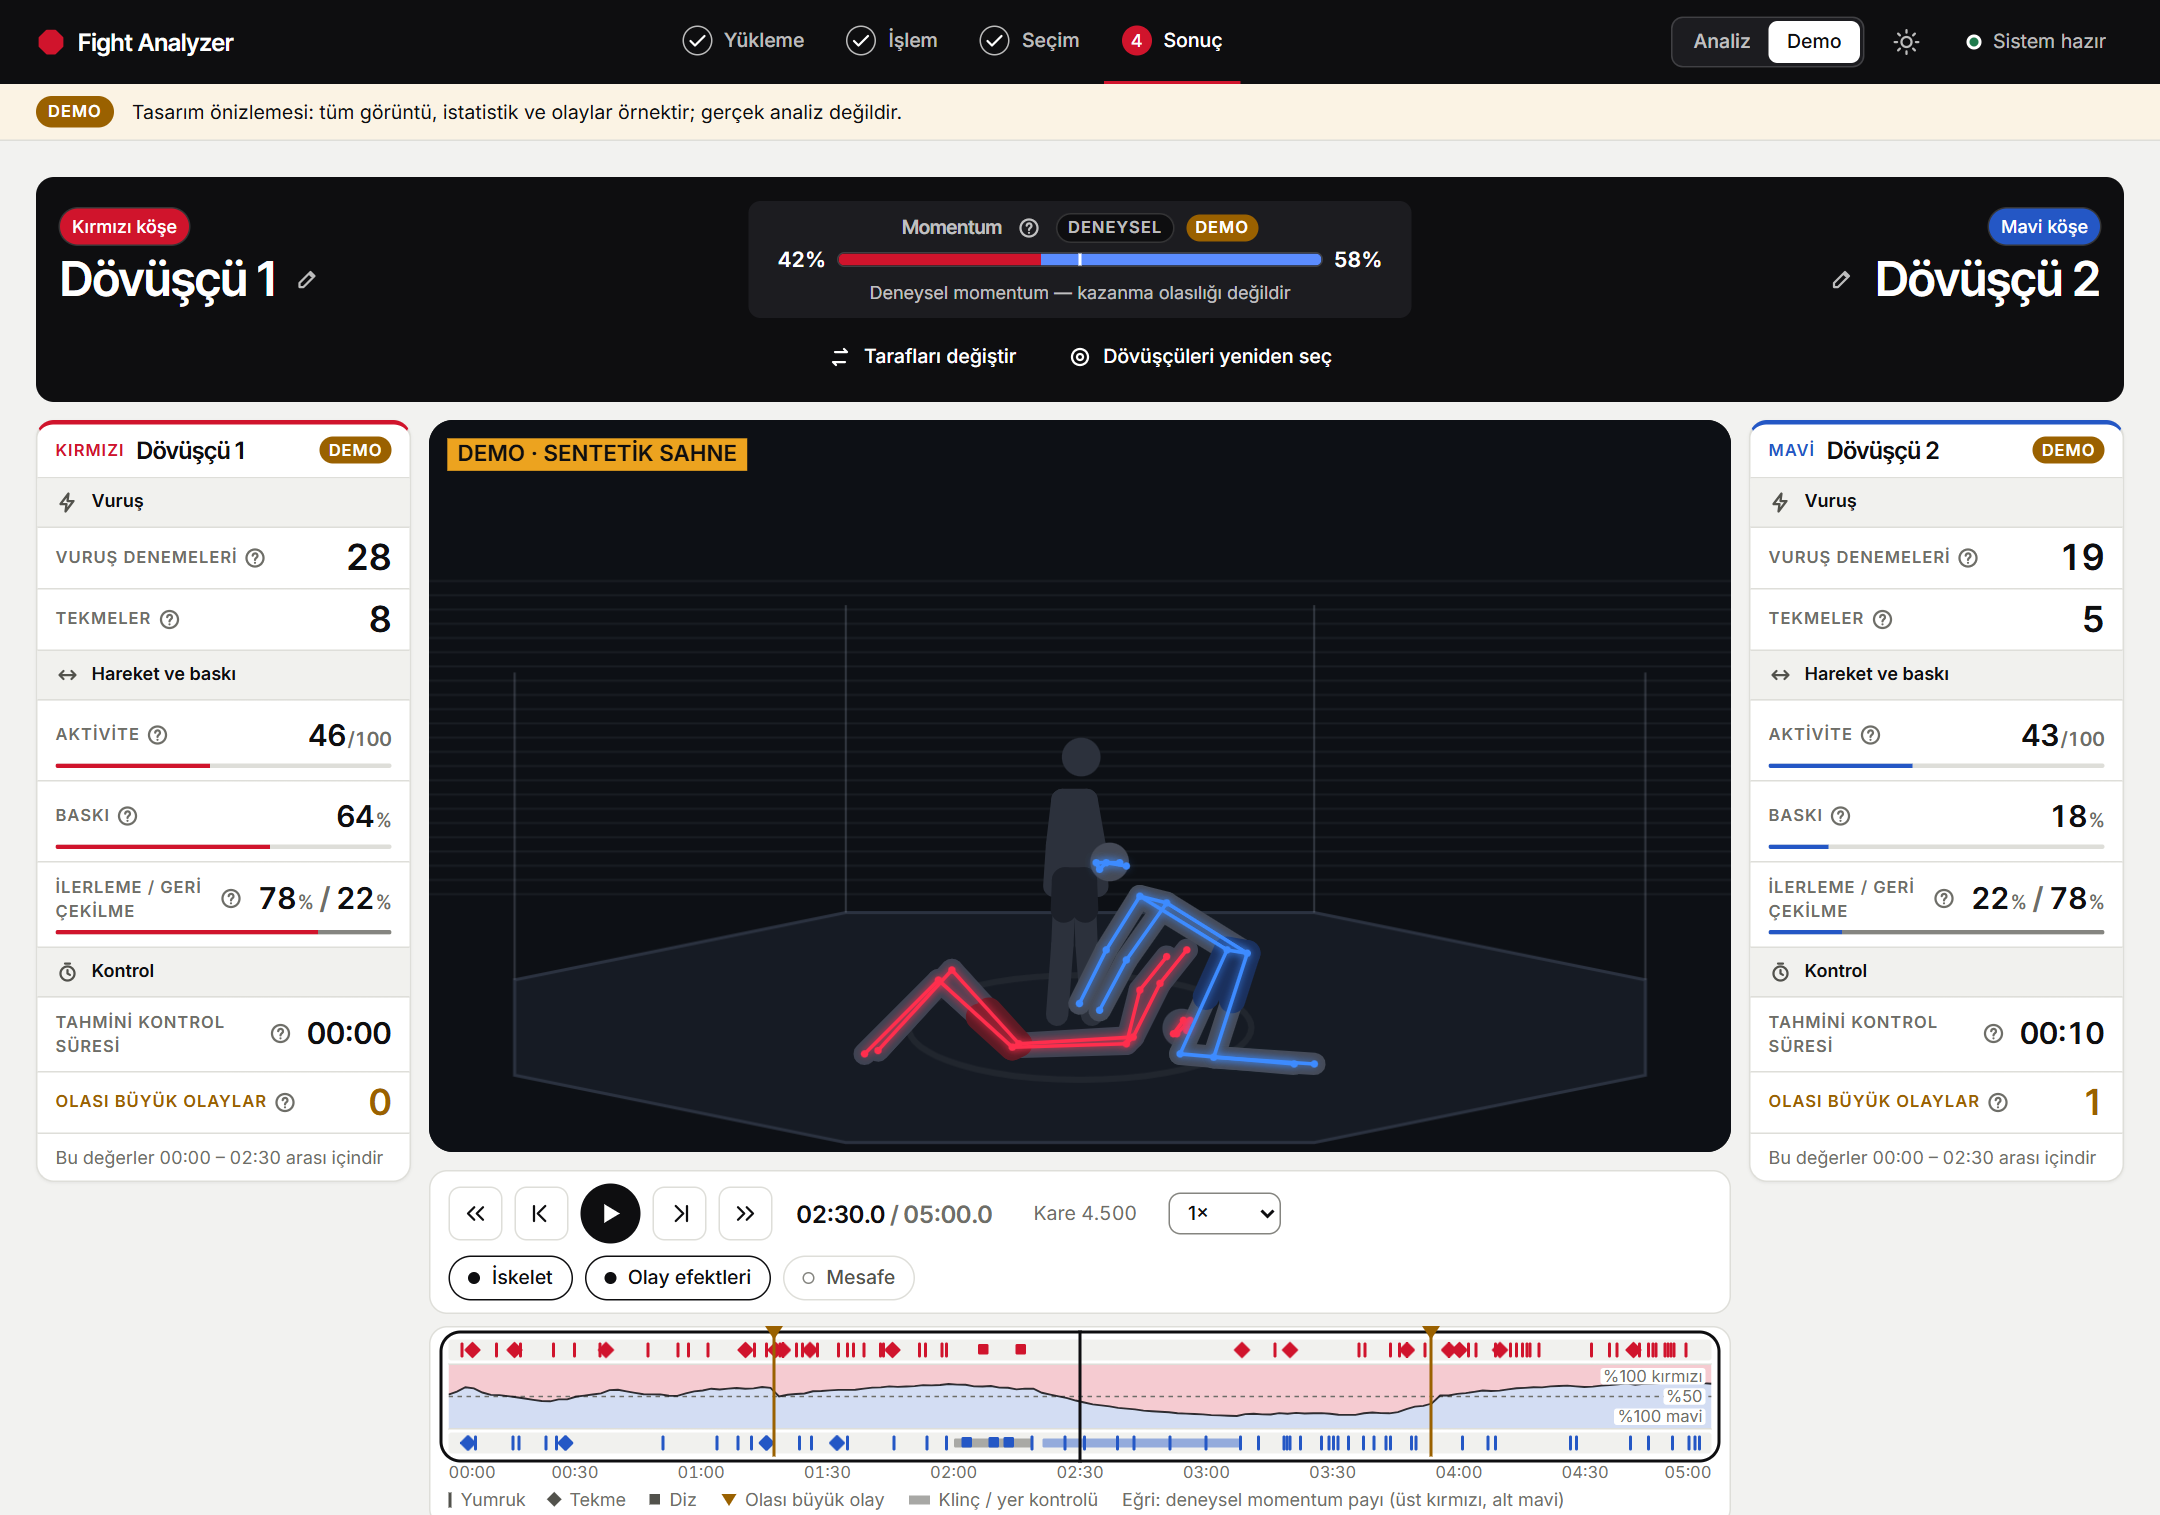 Fight Analyzer
Yükleme
İşlem
Seçim
4 Sonuç
Analiz
Demo
Sistem hazır
DEMO Tasarım önizlemesi: tüm görüntü, istatistik ve olaylar örnektir; gerçek analiz değildir.
Kırmızı köşe
Dövüşçü 1
Momentum ? DENEYSEL DEMO
42% 58%
Deneysel momentum — kazanma olasılığı değildir
Tarafları değiştir
Dövüşçüleri yeniden seç
Mavi köşe
Dövüşçü 2
KIRMIZI Dövüşçü 1 DEMO
Vuruş
VURUŞ DENEMELERİ ? 28
TEKMELER ? 8
Hareket ve baskı
AKTİVİTE ? 46/100
BASKI ? 64%
İLERLEME / GERİ
ÇEKİLME ? 78% / 22%
Kontrol
TAHMİNİ KONTROL
SÜRESİ ? 00:00
OLASI BÜYÜK OLAYLAR ? 0
Bu değerler 00:00 – 02:30 arası içindir
DEMO · SENTETİK SAHNE
MAVİ Dövüşçü 2 DEMO
Vuruş
VURUŞ DENEMELERİ ? 19
TEKMELER ? 5
Hareket ve baskı
AKTİVİTE ? 43/100
BASKI ? 18%
İLERLEME / GERİ
ÇEKİLME ? 22% / 78%
Kontrol
TAHMİNİ KONTROL
SÜRESİ ? 00:10
OLASI BÜYÜK OLAYLAR ? 1
Bu değerler 00:00 – 02:30 arası içindir
02:30.0 / 05:00.0 Kare 4.500 1×
İskelet
Olay efektleri
Mesafe
%100 kırmızı
%50
%100 mavi
00:00 00:30 01:00 01:30 02:00 02:30 03:00 03:30 04:00 04:30 05:00
Yumruk Tekme Diz Olası büyük olay Klinç / yer kontrolü Eğri: deneysel momentum payı (üst kırmızı, alt mavi)